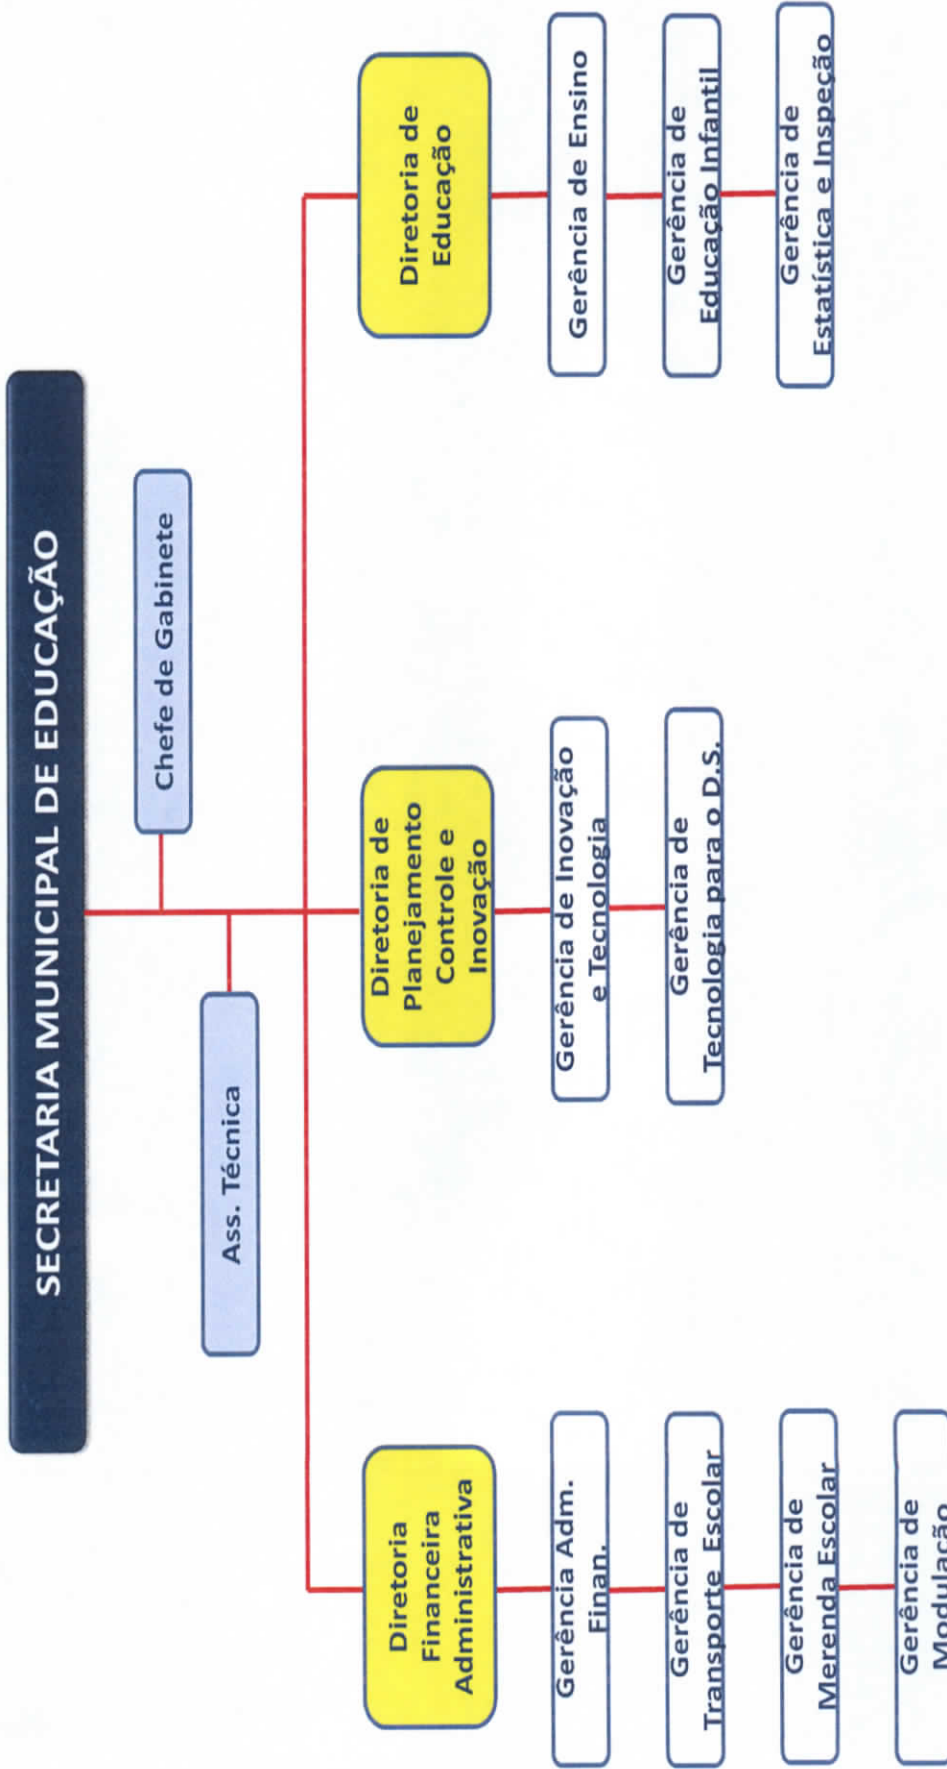 SECRETARIA MUNICIPAL DE EDUCAÇÃO
Chefe de Gabinete
Ass. Técnica
Diretoria
Financeira
Administrativa
Gerência Adm.
Finan.
Gerência de
Transporte Escolar
Gerência de
Merenda Escolar
Gerência de
Modulação
Diretoria de
Planejamento
Controle e
Inovação
Gerência de Inovação
e Tecnologia
Gerência de
Tecnologia para o D.S.
Diretoria de
Educação
Gerência de Ensino
Gerência de
Educação Infantil
Gerência de
Estatística e Inspeção